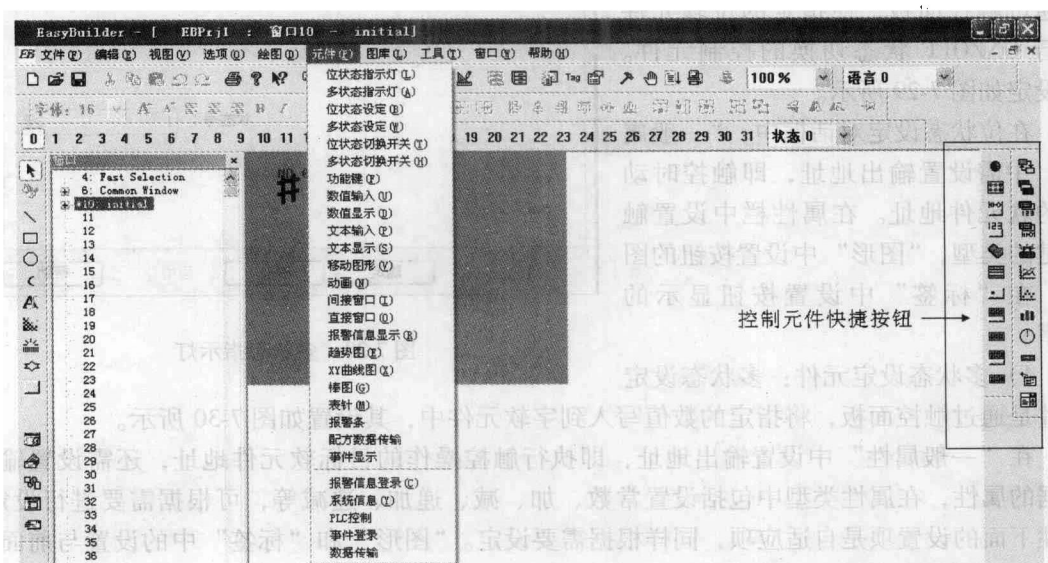 EasyBuilder - [ EBPrj1 : 窗口10 - initial]
EB 文件(F) 编辑(E) 视图(V) 选项(O) 绘图(D) 元件(P) 图库(L) 工具(T) 窗口(W) 帮助(H)
Tag 100 % 语言 0
字体: 16 B I
0 1 2 3 4 5 6 7 8 9 10 11 19 20 21 22 23 24 25 26 27 28 29 30 31 状态 0
窗口
4: Fast Selection
6: Common Window
*10: initial
11
12
13
14
15
16
17
18
19
20
21
22
23
24
25
26
27
28
29
30
31
32
33
34
35
36
位状态指示灯(L)
多状态指示灯(A)
位状态设定(B)
多状态设定(W)
位状态切换开关(T)
多状态切换开关(H)
功能键(F)
数值输入(U)
数值显示(D)
文本输入(P)
文本显示(S)
移动图形(V)
动画(N)
间接窗口(I)
直接窗口(O)
报警信息显示(R)
趋势图(E)
XY曲线图(X)
棒图(G)
表针(M)
报警条
配方数据传输
事件显示
报警信息登录(C)
系统信息(Y)
PLC控制
事件登录
数据传输
控制元件快捷按钮